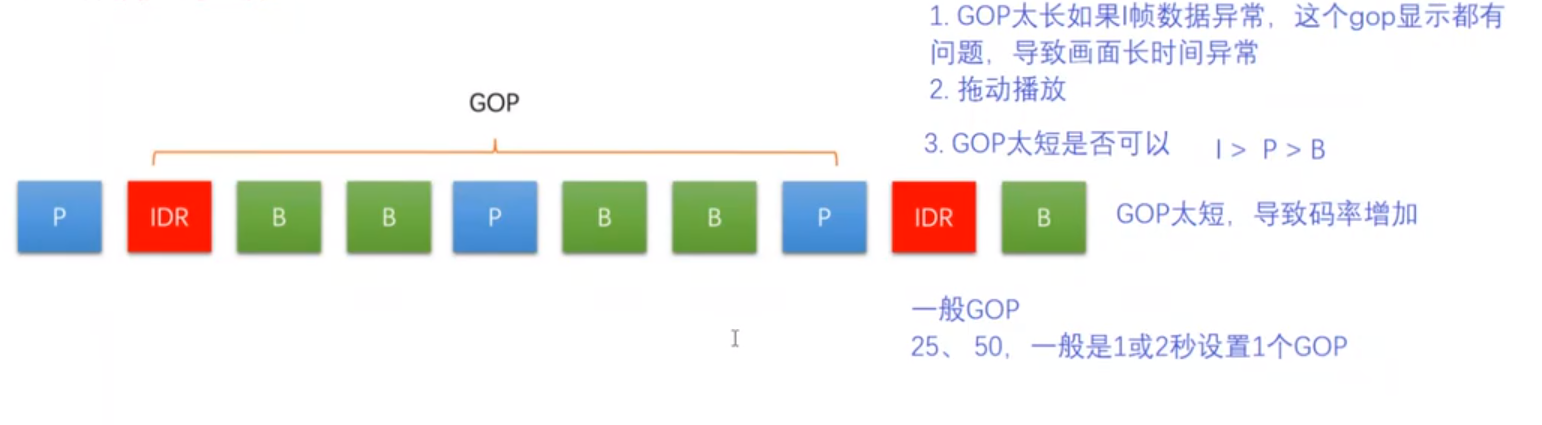 1. GOP太长如果I帧数据异常，这个gop显示都有
问题，导致画面长时间异常
2. 拖动播放
GOP
3. GOP太短是否可以 I > P > B
P IDR B B P B B P IDR B
GOP太短，导致码率增加
一般GOP
25、 50，一般是1或2秒设置1个GOP